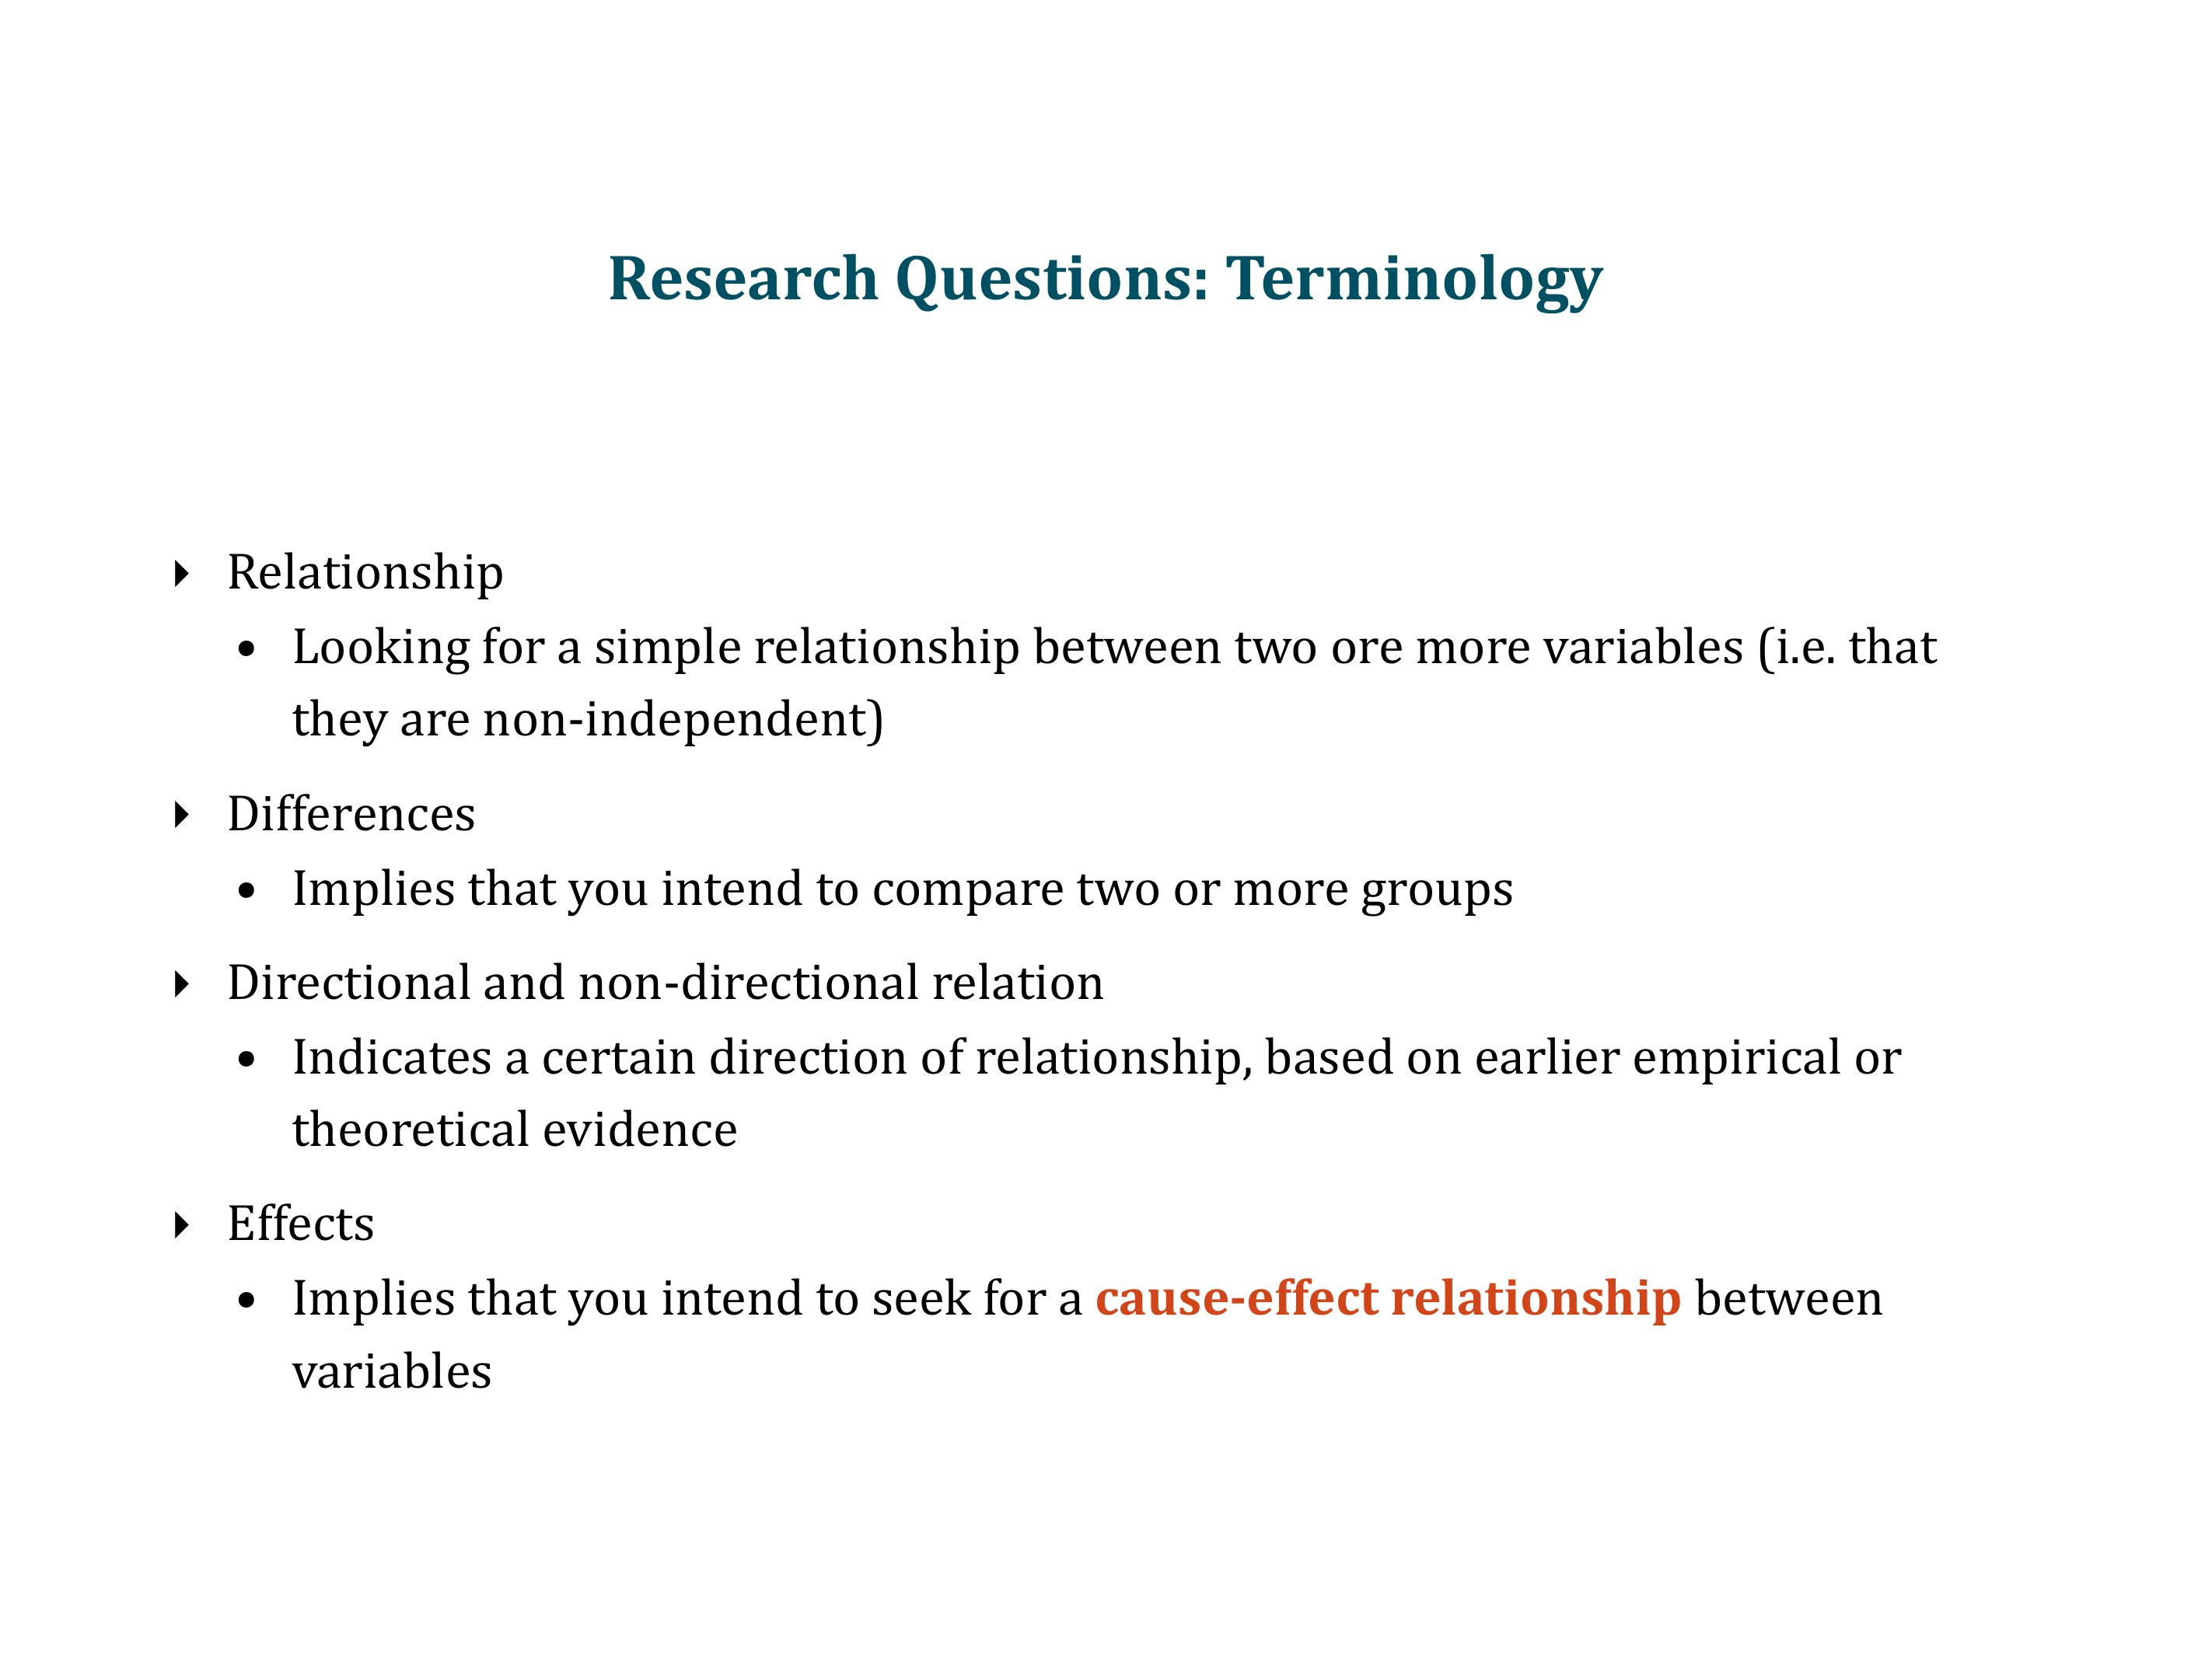 Research Questions: Terminology
Relationship
Looking for a simple relationship between two ore more variables (i.e. that
they are non-independent)
Differences
Implies that you intend to compare two or more groups
Directional and non-directional relation
Indicates a certain direction of relationship, based on earlier empirical or
theoretical evidence
Effects
Implies that you intend to seek for a cause-effect relationship between
variables